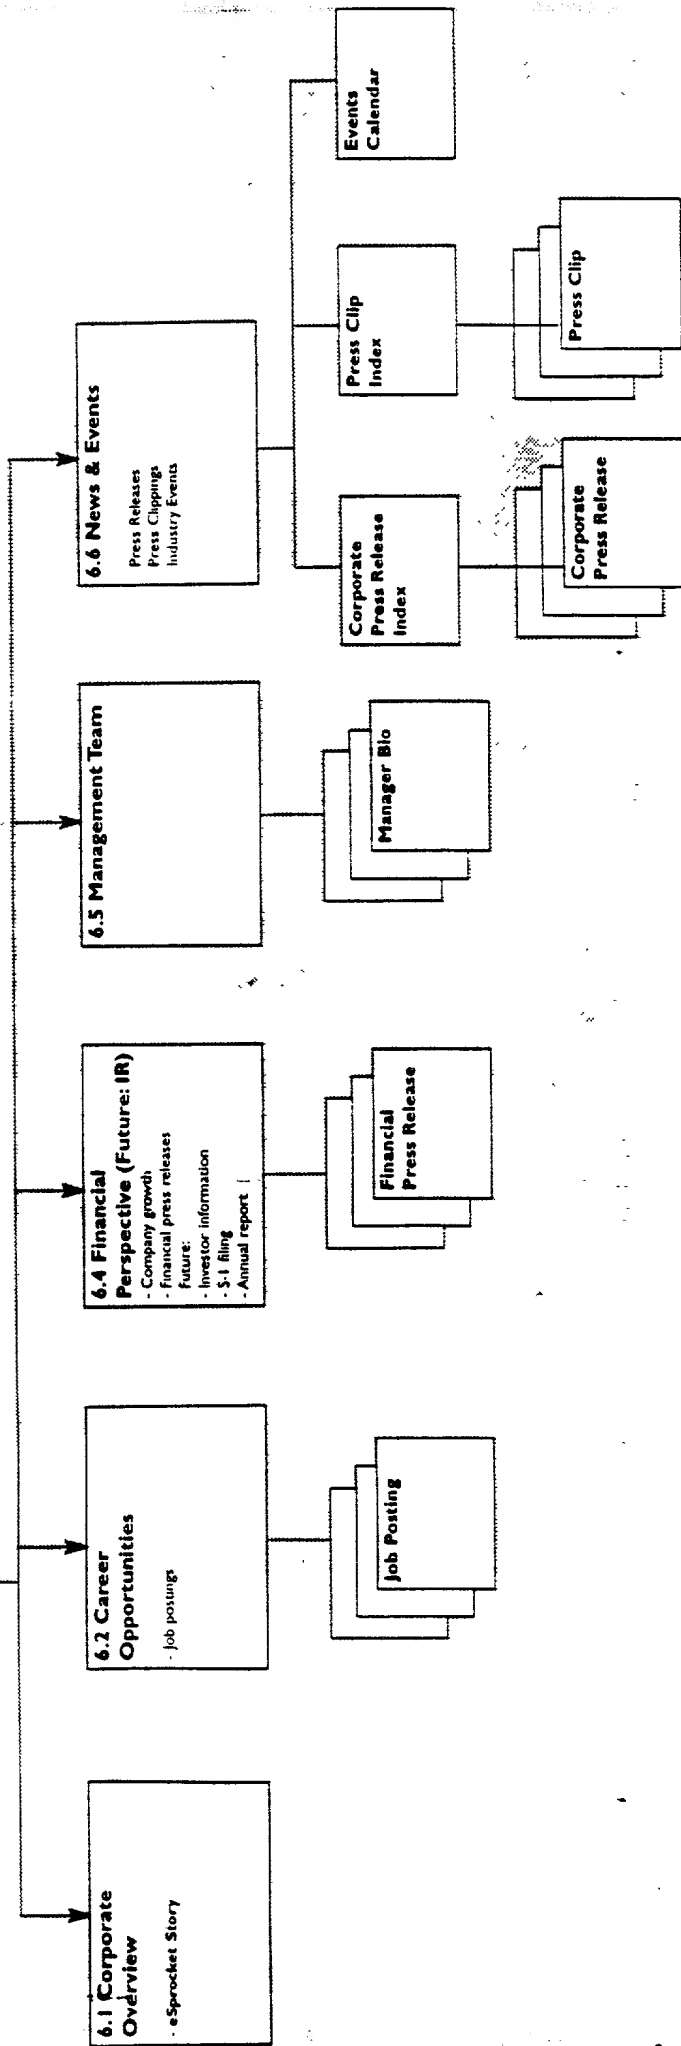 6.1 Corporate
Overview
- eSprocket Story
6.2 Career
Opportunities
- Job postings
Job Posting
6.4 Financial
Perspective (Future: IR)
- Company growth
- Financial press releases
Future:
- Investor information
- S-1 filing
- Annual report
Financial
Press Release
6.5 Management Team
Manager Bio
6.6 News & Events
Press Releases
Press Clippings
Industry Events
Corporate
Press Release
Index
Corporate
Press Release
Press Clip
Index
Press Clip
Events
Calendar